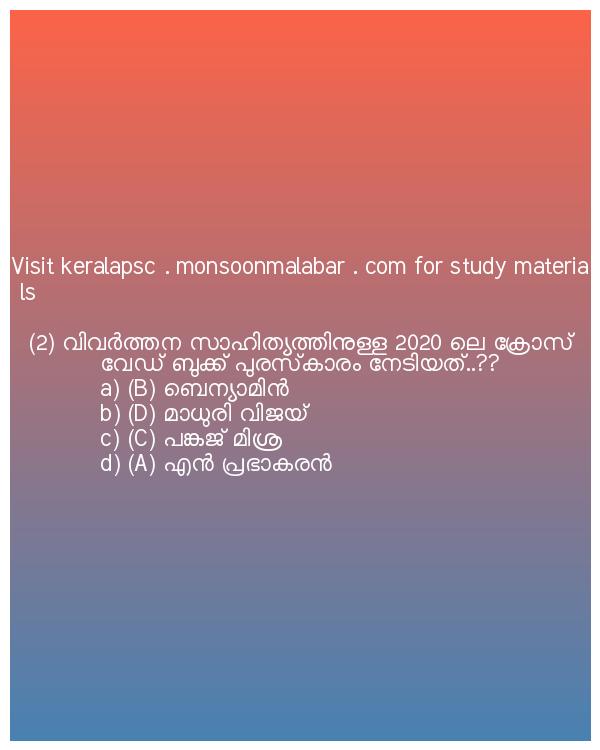 Visit keralapsc . monsoonmalabar . com for study materia
ls
(2) വിവർത്തന സാഹിത്യത്തിനുള്ള 2020 ലെ ക്രോസ്
വേഡ് ബുക്ക് പുരസ്കാരം നേടിയത്..??
a) (B) ബെന്യാമിൻ
b) (D) മാധുരി വിജയ്
c) (C) പങ്കജ് മിശ്ര
d) (A) എൻ പ്രഭാകരൻ